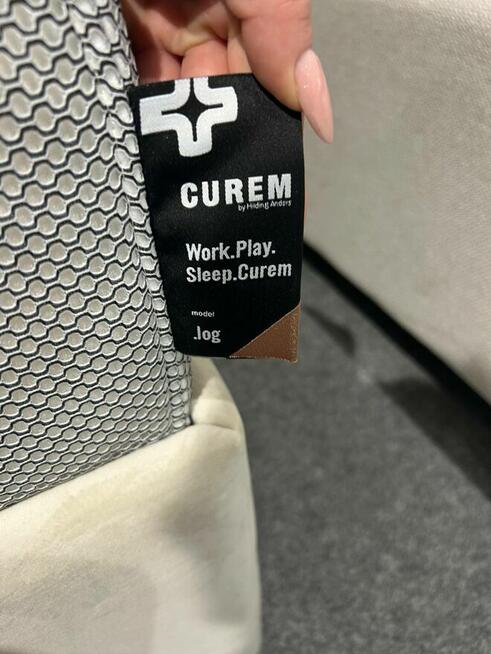 CUREM
by Hilding Anders
Work.Play.
Sleep.Curem
model
.log